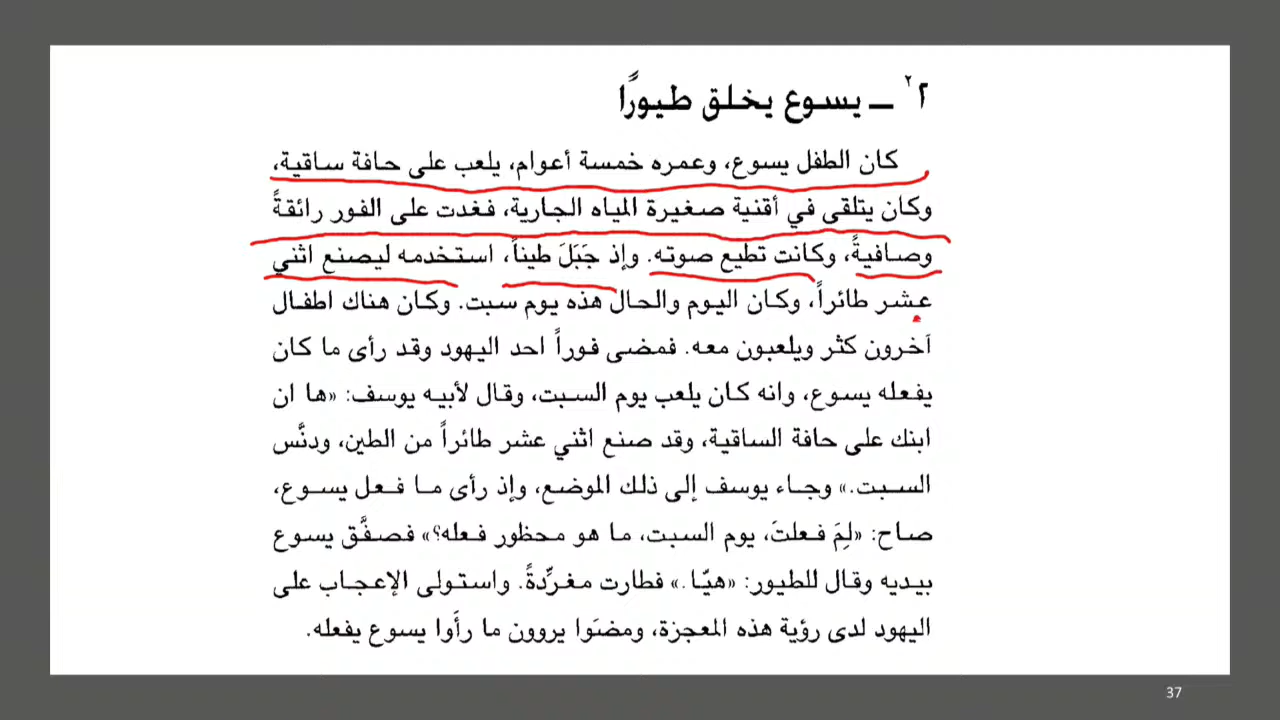 ٢٢ ــ يسوع يخلق طيورًا
كان الطفل يسوع، وعمره خمسة أعوام، يلعب على حافة ساقية،
وكان يتلقى في أقنية صغيرة المياه الجارية، فغدت على الفور رائقةً
وصافيةً، وكانت تطيع صوته. وإذ جَبَلَ طيناً، استخدمه ليصنع اثني
عشر طائراً، وكان اليوم والحال هذه يوم سبت. وكان هناك اطفال
آخرون كثر ويلعبون معه. فمضى فوراً احد اليهود وقد رأى ما كان
يفعله يسوع، وانه كان يلعب يوم السبت، وقال لأبيه يوسف: «ها ان
ابنك على حافة الساقية، وقد صنع اثني عشر طائراً من الطين، ودنَّس
السبت.» وجاء يوسف إلى ذلك الموضع، وإذ رأى ما فعل يسوع،
صاح: «لِمَ فعلتَ، يوم السبت، ما هو محظور فعله؟» فصفَّق يسوع
بيديه وقال للطيور: «هيّا.» فطارت مغرِّدةً. واستولى الإعجاب على
اليهود لدى رؤية هذه المعجزة، ومضَوا يروون ما رأَوا يسوع يفعله.
37